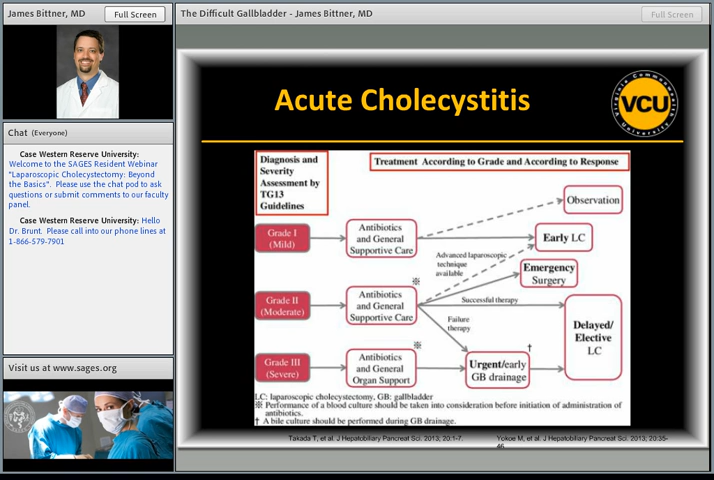 James Bittner, MD
Full Screen
The Difficult Gallbladder - James Bittner, MD
Full Screen
Chat (Everyone)
Case Western Reserve University:
Welcome to the SAGES Resident Webinar
"Laparoscopic Cholecystectomy: Beyond
the Basics". Please use the chat pod to ask
questions or submit comments to our faculty
panel.
Case Western Reserve University: Hello
Dr. Brunt. Please call into our phone lines at
1-866-579-7901
Visit us at www.sages.org
Acute Cholecystitis
Virginia Commonwealth University
VCU
Diagnosis and
Severity
Assessment by
TG13
Guidelines
Treatment According to Grade and According to Response
Observation
Grade I
(Mild)
Antibiotics
and General
Supportive Care
Early LC
Advanced laparoscopic
technique
available
Emergency
Surgery
※
Grade II
(Moderate)
Antibiotics
and General
Supportive Care
Successful therapy
Failure
therapy
Delayed/
Elective
LC
※
†
Grade III
(Severe)
Antibiotics
and General
Organ Support
Urgent/early
GB drainage
LC: laparoscopic cholecystectomy, GB: gallbladder
※ Performance of a blood culture should be taken into consideration before initiation of administration of
antibiotics.
† A bile culture should be performed during GB drainage.
Takada T, et al. J Hepatobiliary Pancreat Sci. 2013; 20:1-7.
Yokoe M, et al. J Hepatobiliary Pancreat Sci. 2013; 20:35-
46.